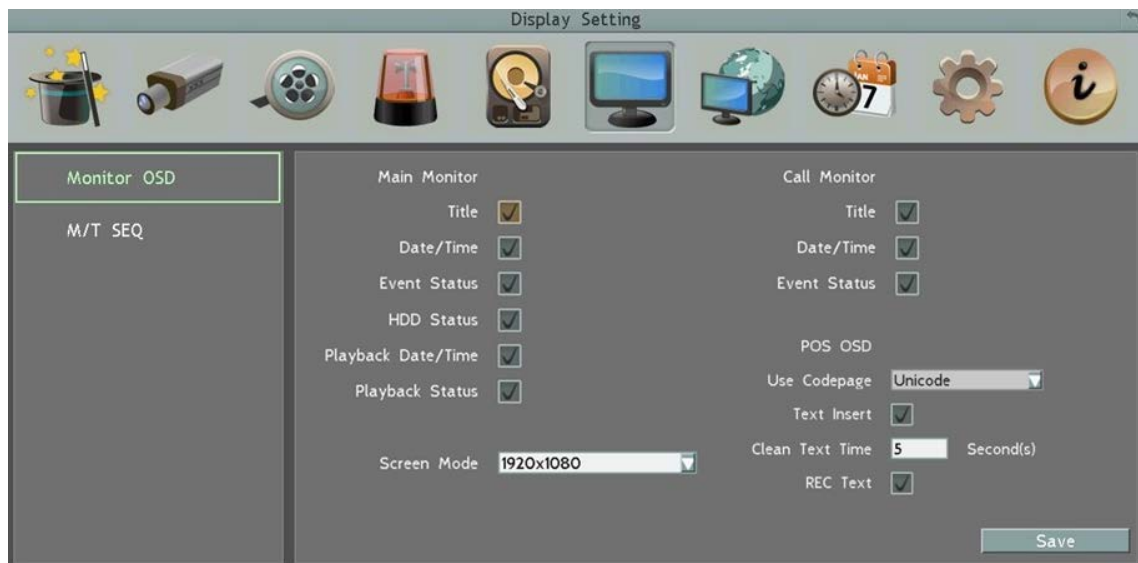 Display Setting
JAN
7
i
Monitor OSD
M/T SEQ
Main Monitor
Title
Date/Time
Event Status
HDD Status
Playback Date/Time
Playback Status
Screen Mode 1920x1080
Call Monitor
Title
Date/Time
Event Status
POS OSD
Use Codepage Unicode
Text Insert
Clean Text Time 5 Second(s)
REC Text
Save